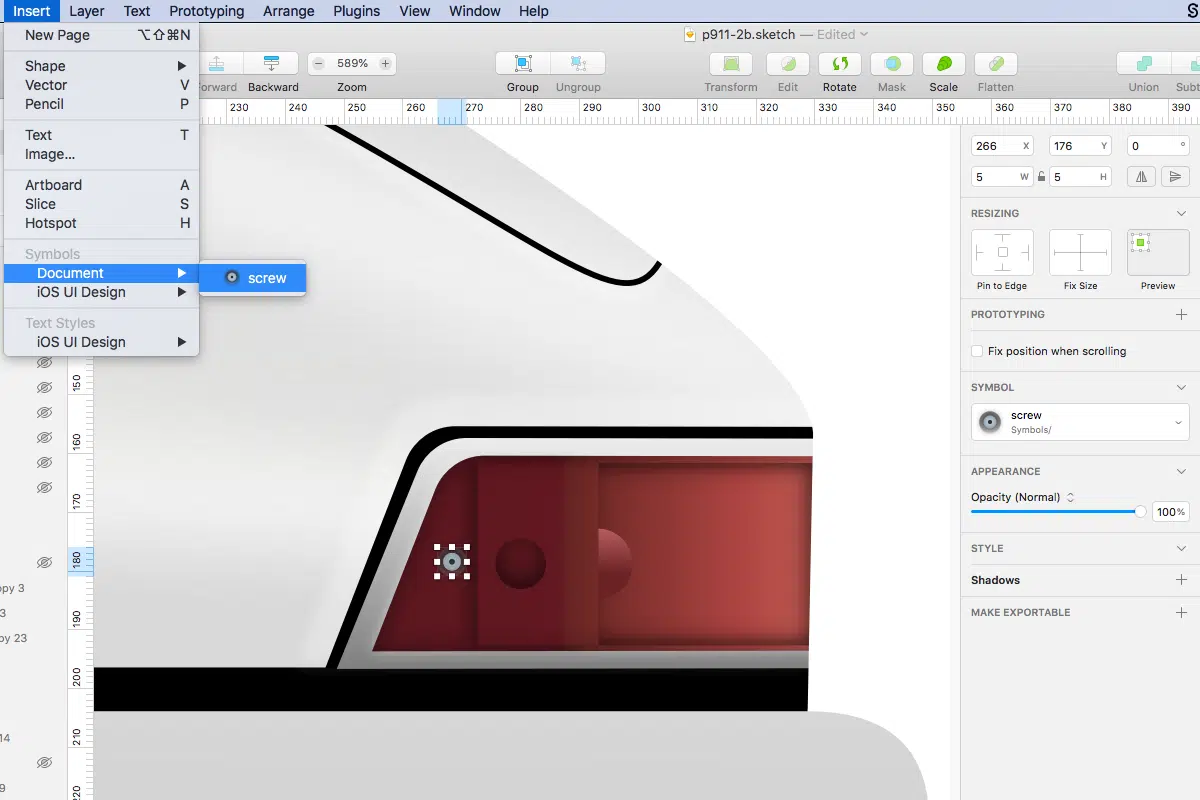 Insert Layer Text Prototyping Arrange Plugins View Window Help
New Page ⌥⇧⌘N
Shape
Vector V
Pencil P
Text T
Image...
Artboard A
Slice S
Hotspot H
Symbols
Document
screw
iOS UI Design
Text Styles
iOS UI Design
p911-2b.sketch — Edited
589%
orward Backward Zoom Group Ungroup Transform Edit Rotate Mask Scale Flatten Union Subt
230 240 250 260 270 280 290 300 310 320 330 340 350 360 370 380 390
150
160
170
180
190
200
210
220
opy 3
3
py 23
14
9
266 X 176 Y 0 °
5 W 5 H
RESIZING
Pin to Edge Fix Size Preview
PROTOTYPING
Fix position when scrolling
SYMBOL
screw
Symbols/
APPEARANCE
Opacity (Normal)
100%
STYLE
Shadows
MAKE EXPORTABLE